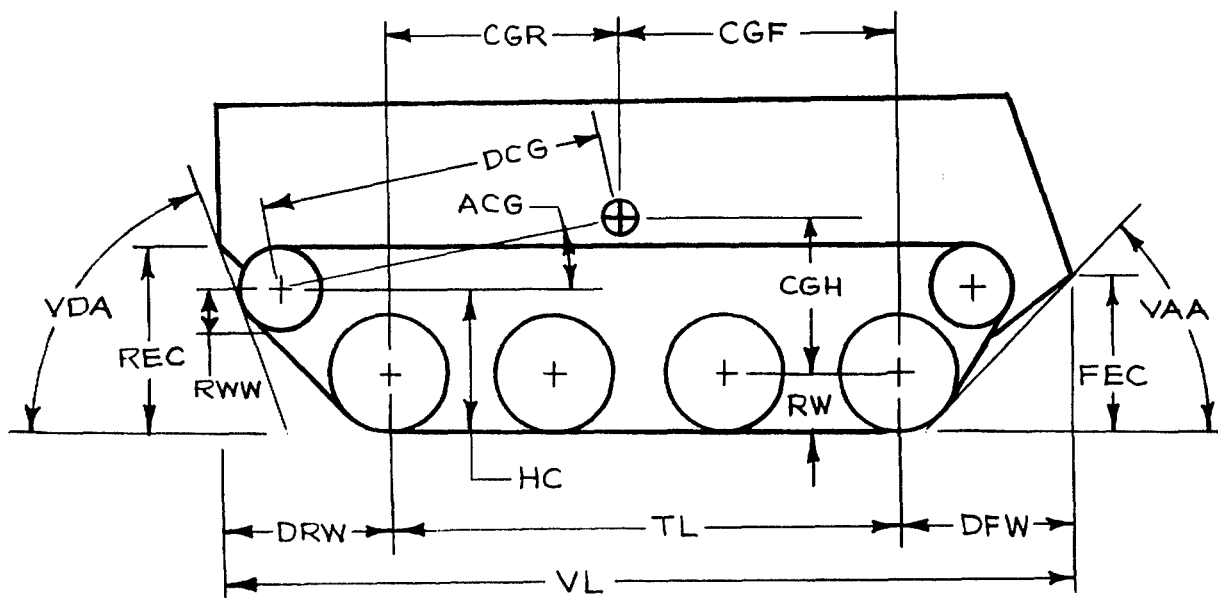 CGR
CGF
DCG
ACG
CGH
VDA
REC
RWW
VAA
FEC
RW
HC
DRW
TL
DFW
VL